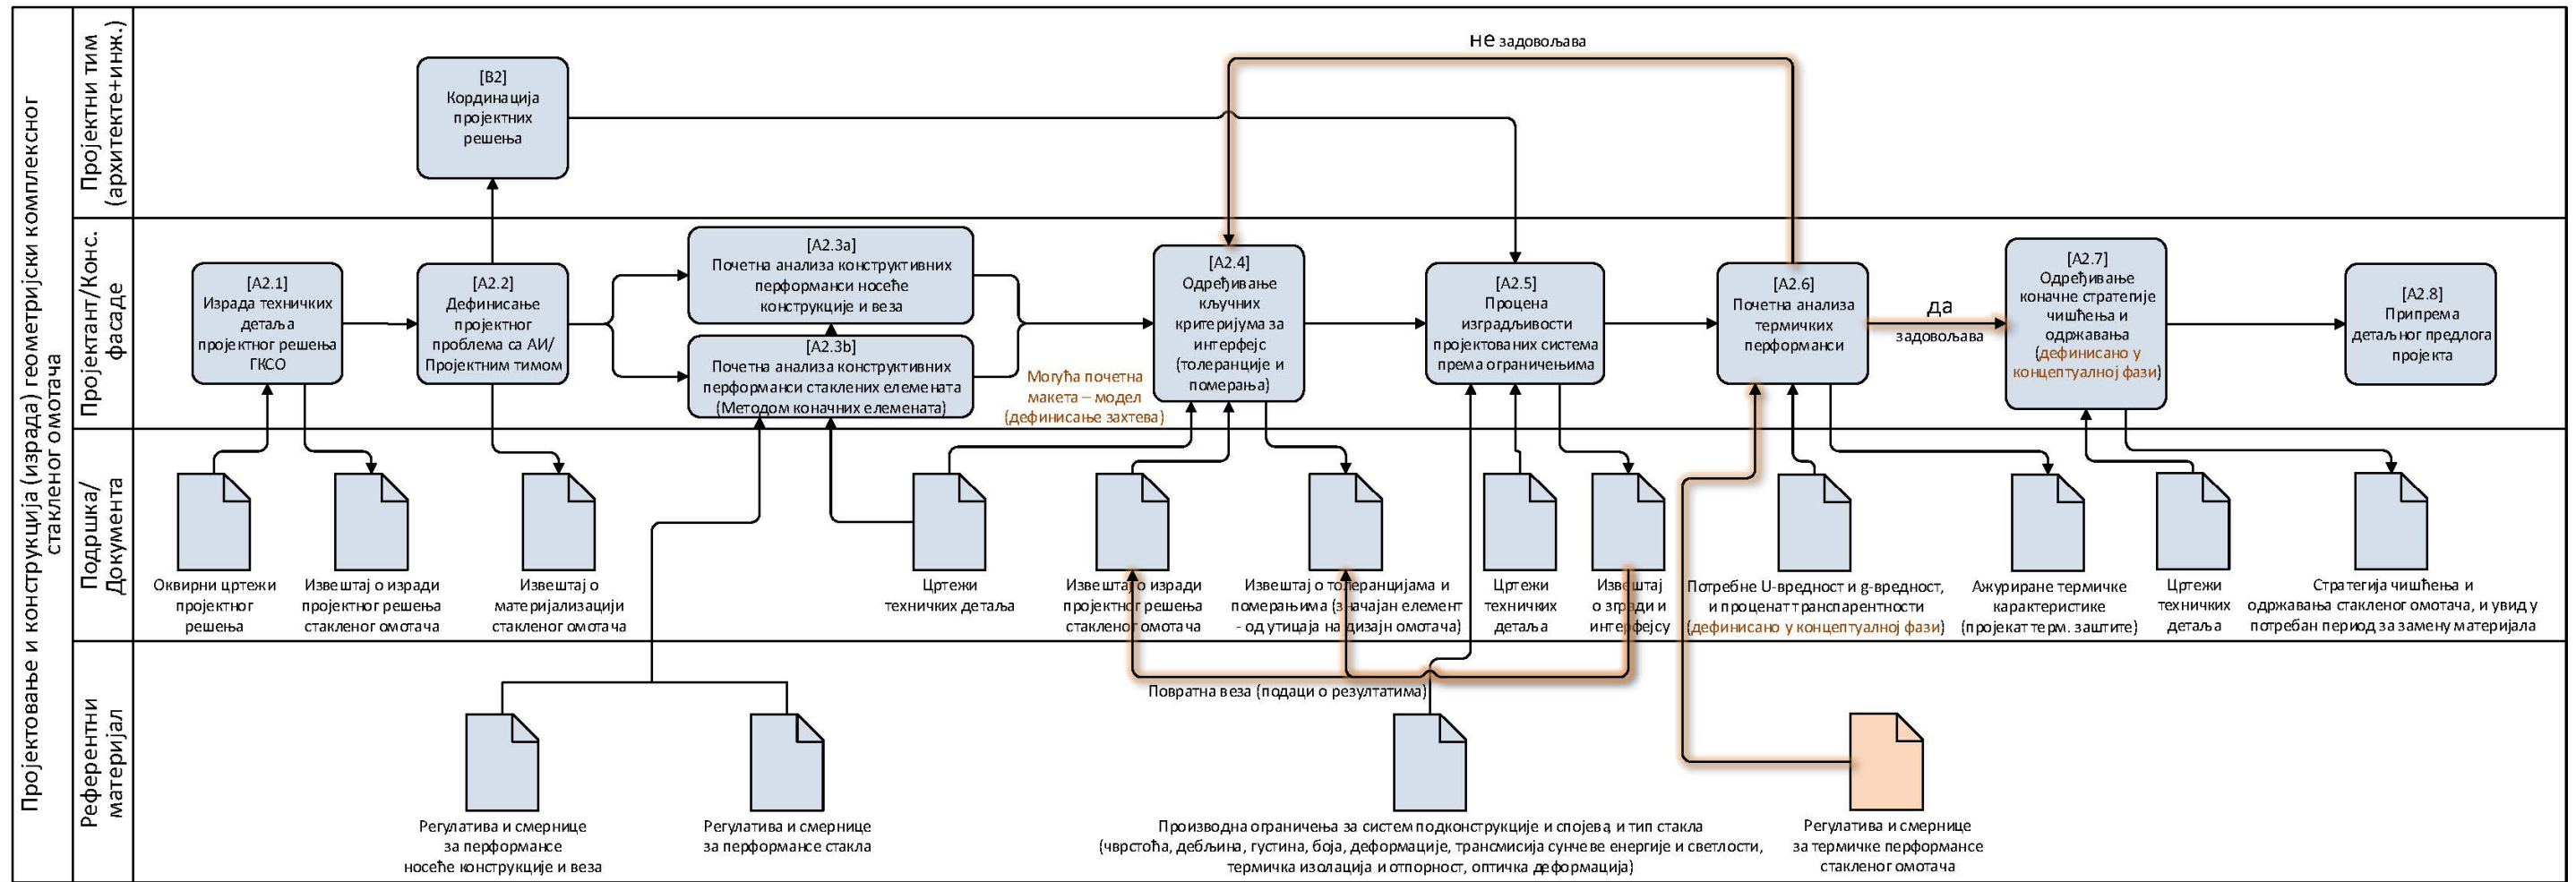 Пројектовање и конструкција (израда) геометријски комплексног
стакленог омотача
Пројектни тим
(архитекте+инж.)
не задовољава
[B2]
Кординација
пројектних
решења
Пројектант/Конс.
фасаде
[A2.1]
Израда техничких
детаља
пројектног решења
ГКСО
[A2.2]
Дефинисање
пројектног
проблема са АИ/
Пројектним тимом
[A2.3a]
Почетна анализа конструктивних
перформанси носеће
конструкције и веза
[A2.3b]
Почетна анализа конструктивних
перформанси стаклених елемената
(Методом коначних елемената)
Могућа почетна
макета – модел
(дефинисање захтева)
[A2.4]
Одређивање
кључних
критеријума за
интерфејс
(толеранције и
померања)
[A2.5]
Процена
изградљивости
пројектованих система
према ограничењима
[A2.6]
Почетна анализа
термичких
перформанси
да
задовољава
[A2.7]
Одређивање
коначне стратегије
чишћења и
одржавања
(дефинисано у
концептуалној фази)
[A2.8]
Припрема
детаљног предлога
пројекта
Подршка/
Документа
Оквирни цртежи
пројектног
решења
Извештај о изради
пројектног решења
стакленог омотача
Извештај о
материјализацији
стакленог омотача
Цртежи
техничких детаља
Извештај о изради
пројектног решења
стакленог омотача
Извештај о толеранцијама и
померањима (значајан елемент
- од утицаја на дизајн омотача)
Цртежи
техничких
детаља
Извештај
о згради и
интерфејсу
Потребне U-вредност и g-вредност,
и проценат транспарентности
(дефинисано у концептуалној фази)
Ажуриране термичке
карактеристике
(пројекат терм. заштите)
Цртежи
техничких
детаља
Стратегија чишћења и
одржавања стакленог омотача, и увид у
потребан период за замену материјала
Референтни
материјал
Повратна веза (подаци о резултатима)
Регулатива и смернице
за перформансе
носеће конструкције и веза
Регулатива и смернице
за перформансе стакла
Производна ограничења за систем подконструкције и спојева, и тип стакла
(чврстоћа, дебљина, густина, боја, деформације, трансмисија сунчеве енергије и светлости,
термичка изолација и отпорност, оптичка деформација)
Регулатива и смернице
за термичке перформансе
стакленог омотача